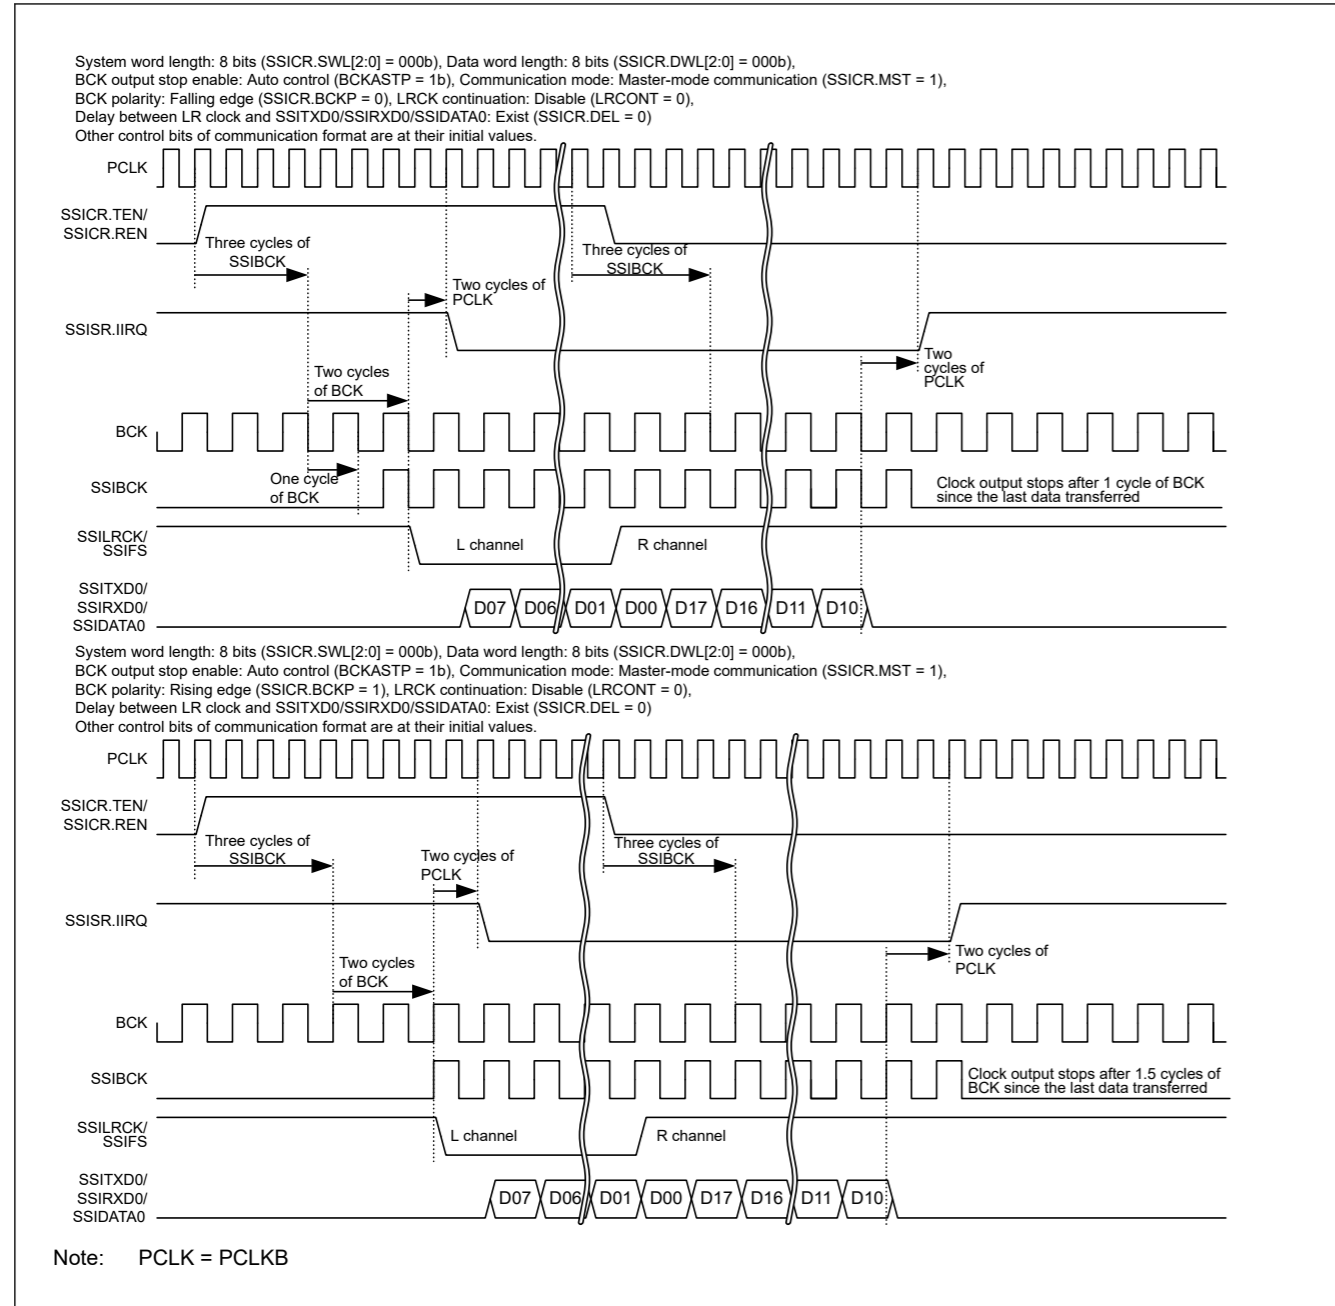 System word length: 8 bits (SSICR.SWL[2:0] = 000b), Data word length: 8 bits (SSICR.DWL[2:0] = 000b),
BCK output stop enable: Auto control (BCKASTP = 1b), Communication mode: Master-mode communication (SSICR.MST = 1),
BCK polarity: Falling edge (SSICR.BCKP = 0), LRCK continuation: Disable (LRCONT = 0),
Delay between LR clock and SSITXD0/SSIRXD0/SSIDATA0: Exist (SSICR.DEL = 0)
Other control bits of communication format are at their initial values.
PCLK
SSICR.TEN/
SSICR.REN
Three cycles of
SSIBCK
Three cycles of
SSIBCK
Two cycles of
PCLK
SSISR.IIRQ
Two
cycles of
PCLK
Two cycles
of BCK
BCK
One cycle
of BCK
SSIBCK
Clock output stops after 1 cycle of BCK
since the last data transferred
SSILRCK/
SSIFS
L channel
R channel
SSITXD0/
SSIRXD0/
SSIDATA0
D07 D06 D01 D00 D17 D16 D11 D10
System word length: 8 bits (SSICR.SWL[2:0] = 000b), Data word length: 8 bits (SSICR.DWL[2:0] = 000b),
BCK output stop enable: Auto control (BCKASTP = 1b), Communication mode: Master-mode communication (SSICR.MST = 1),
BCK polarity: Rising edge (SSICR.BCKP = 1), LRCK continuation: Disable (LRCONT = 0),
Delay between LR clock and SSITXD0/SSIRXD0/SSIDATA0: Exist (SSICR.DEL = 0)
Other control bits of communication format are at their initial values.
PCLK
SSICR.TEN/
SSICR.REN
Three cycles of
SSIBCK
Two cycles of
PCLK
Three cycles of
SSIBCK
SSISR.IIRQ
Two cycles of
PCLK
Two cycles
of BCK
BCK
SSIBCK
Clock output stops after 1.5 cycles of
BCK since the last data transferred
SSILRCK/
SSIFS
L channel
R channel
SSITXD0/
SSIRXD0/
SSIDATA0
D07 D06 D01 D00 D17 D16 D11 D10
Note: PCLK = PCLKB